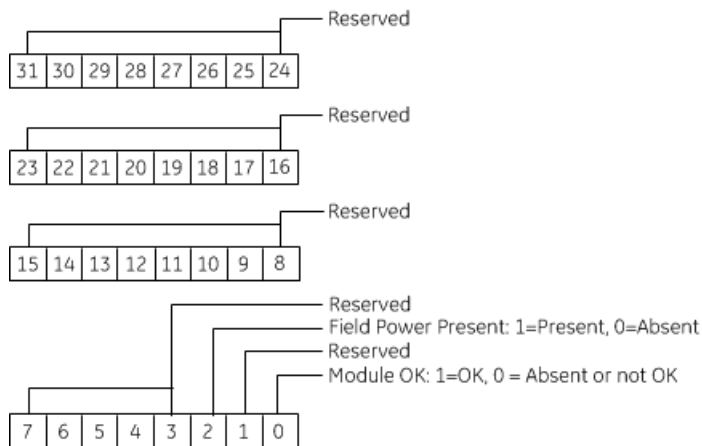 Reserved
31 30 29 28 27 26 25 24
Reserved
23 22 21 20 19 18 17 16
Reserved
15 14 13 12 11 10 9 8
Reserved
Field Power Present: 1=Present, 0=Absent
Reserved
Module OK: 1=OK, 0 = Absent or not OK
7 6 5 4 3 2 1 0